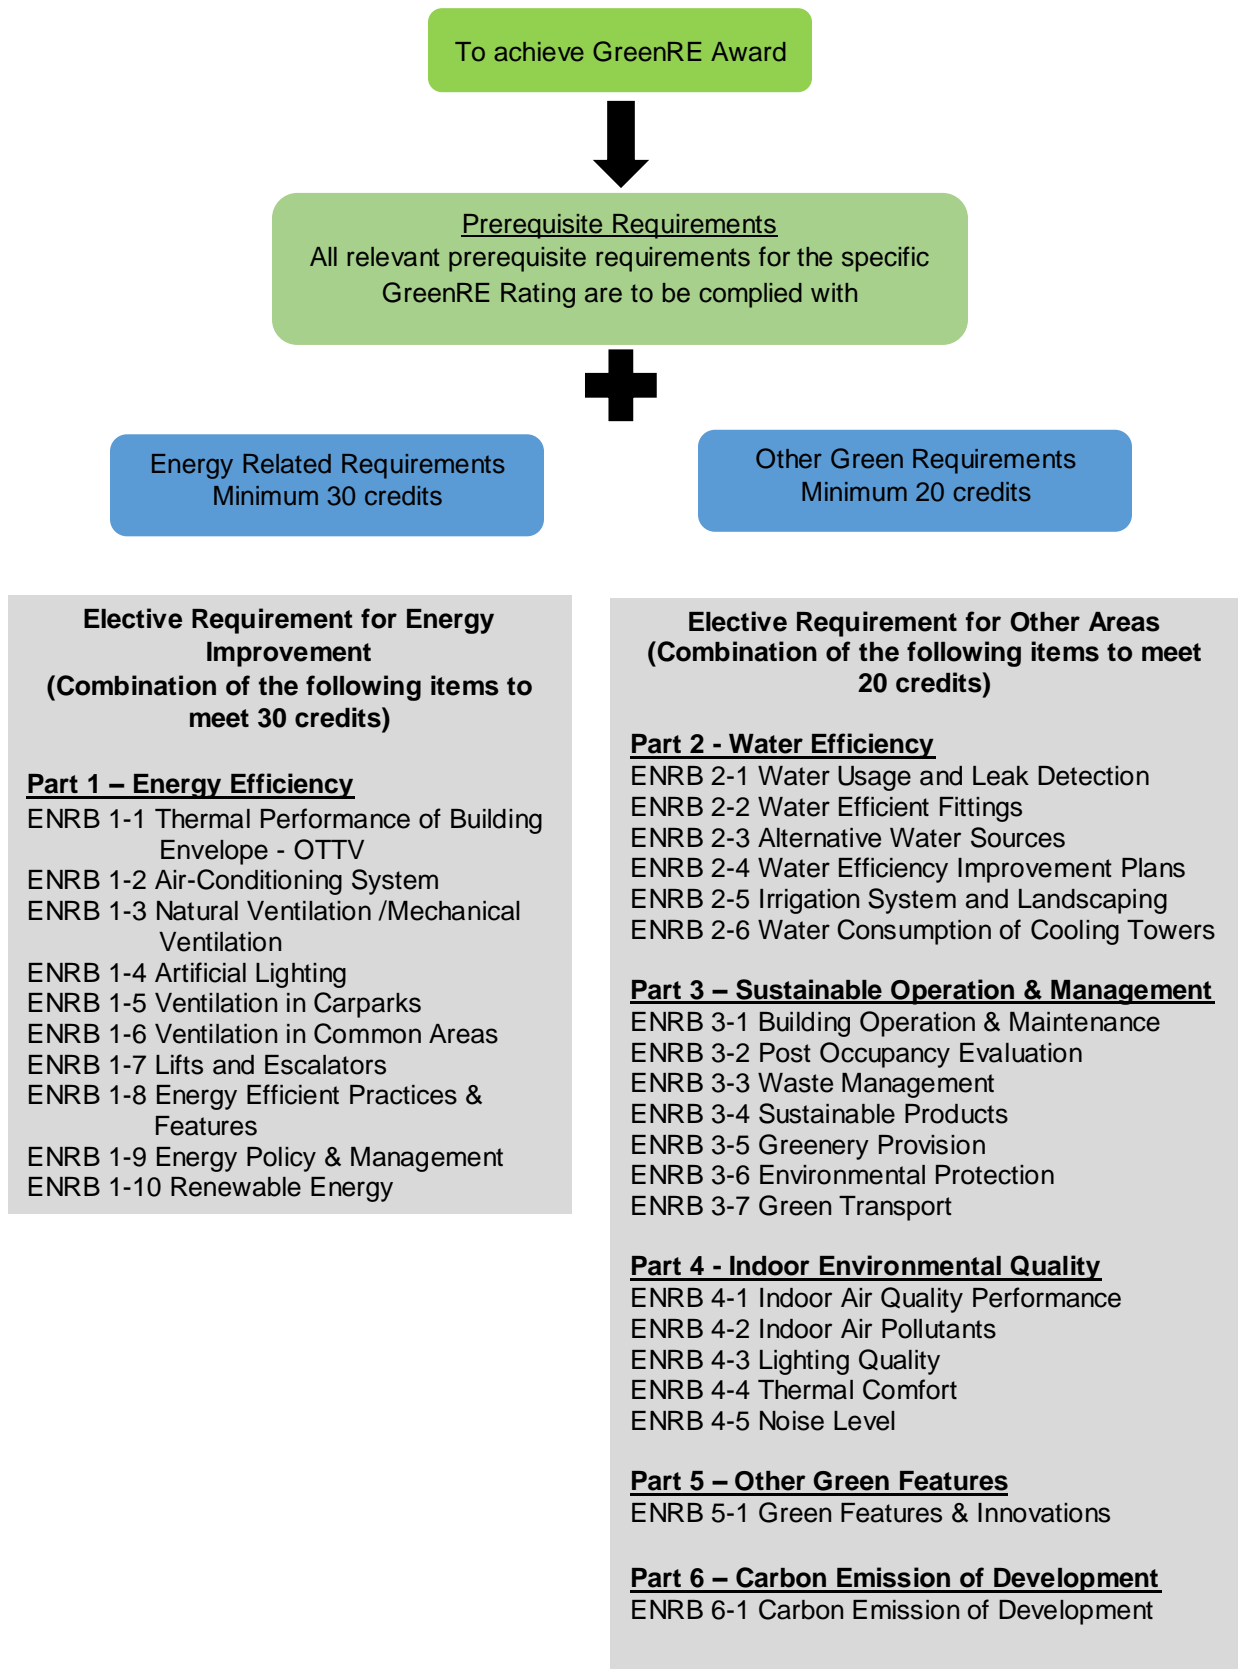 To achieve GreenRE Award
Prerequisite Requirements
All relevant prerequisite requirements for the specific
GreenRE Rating are to be complied with
Energy Related Requirements
Minimum 30 credits
Other Green Requirements
Minimum 20 credits
Elective Requirement for Energy
Improvement
(Combination of the following items to
meet 30 credits)
Part 1 – Energy Efficiency
ENRB 1-1 Thermal Performance of Building
Envelope - OTTV
ENRB 1-2 Air-Conditioning System
ENRB 1-3 Natural Ventilation /Mechanical
Ventilation
ENRB 1-4 Artificial Lighting
ENRB 1-5 Ventilation in Carparks
ENRB 1-6 Ventilation in Common Areas
ENRB 1-7 Lifts and Escalators
ENRB 1-8 Energy Efficient Practices &
Features
ENRB 1-9 Energy Policy & Management
ENRB 1-10 Renewable Energy
Elective Requirement for Other Areas
(Combination of the following items to meet
20 credits)
Part 2 - Water Efficiency
ENRB 2-1 Water Usage and Leak Detection
ENRB 2-2 Water Efficient Fittings
ENRB 2-3 Alternative Water Sources
ENRB 2-4 Water Efficiency Improvement Plans
ENRB 2-5 Irrigation System and Landscaping
ENRB 2-6 Water Consumption of Cooling Towers
Part 3 – Sustainable Operation & Management
ENRB 3-1 Building Operation & Maintenance
ENRB 3-2 Post Occupancy Evaluation
ENRB 3-3 Waste Management
ENRB 3-4 Sustainable Products
ENRB 3-5 Greenery Provision
ENRB 3-6 Environmental Protection
ENRB 3-7 Green Transport
Part 4 - Indoor Environmental Quality
ENRB 4-1 Indoor Air Quality Performance
ENRB 4-2 Indoor Air Pollutants
ENRB 4-3 Lighting Quality
ENRB 4-4 Thermal Comfort
ENRB 4-5 Noise Level
Part 5 – Other Green Features
ENRB 5-1 Green Features & Innovations
Part 6 – Carbon Emission of Development
ENRB 6-1 Carbon Emission of Development